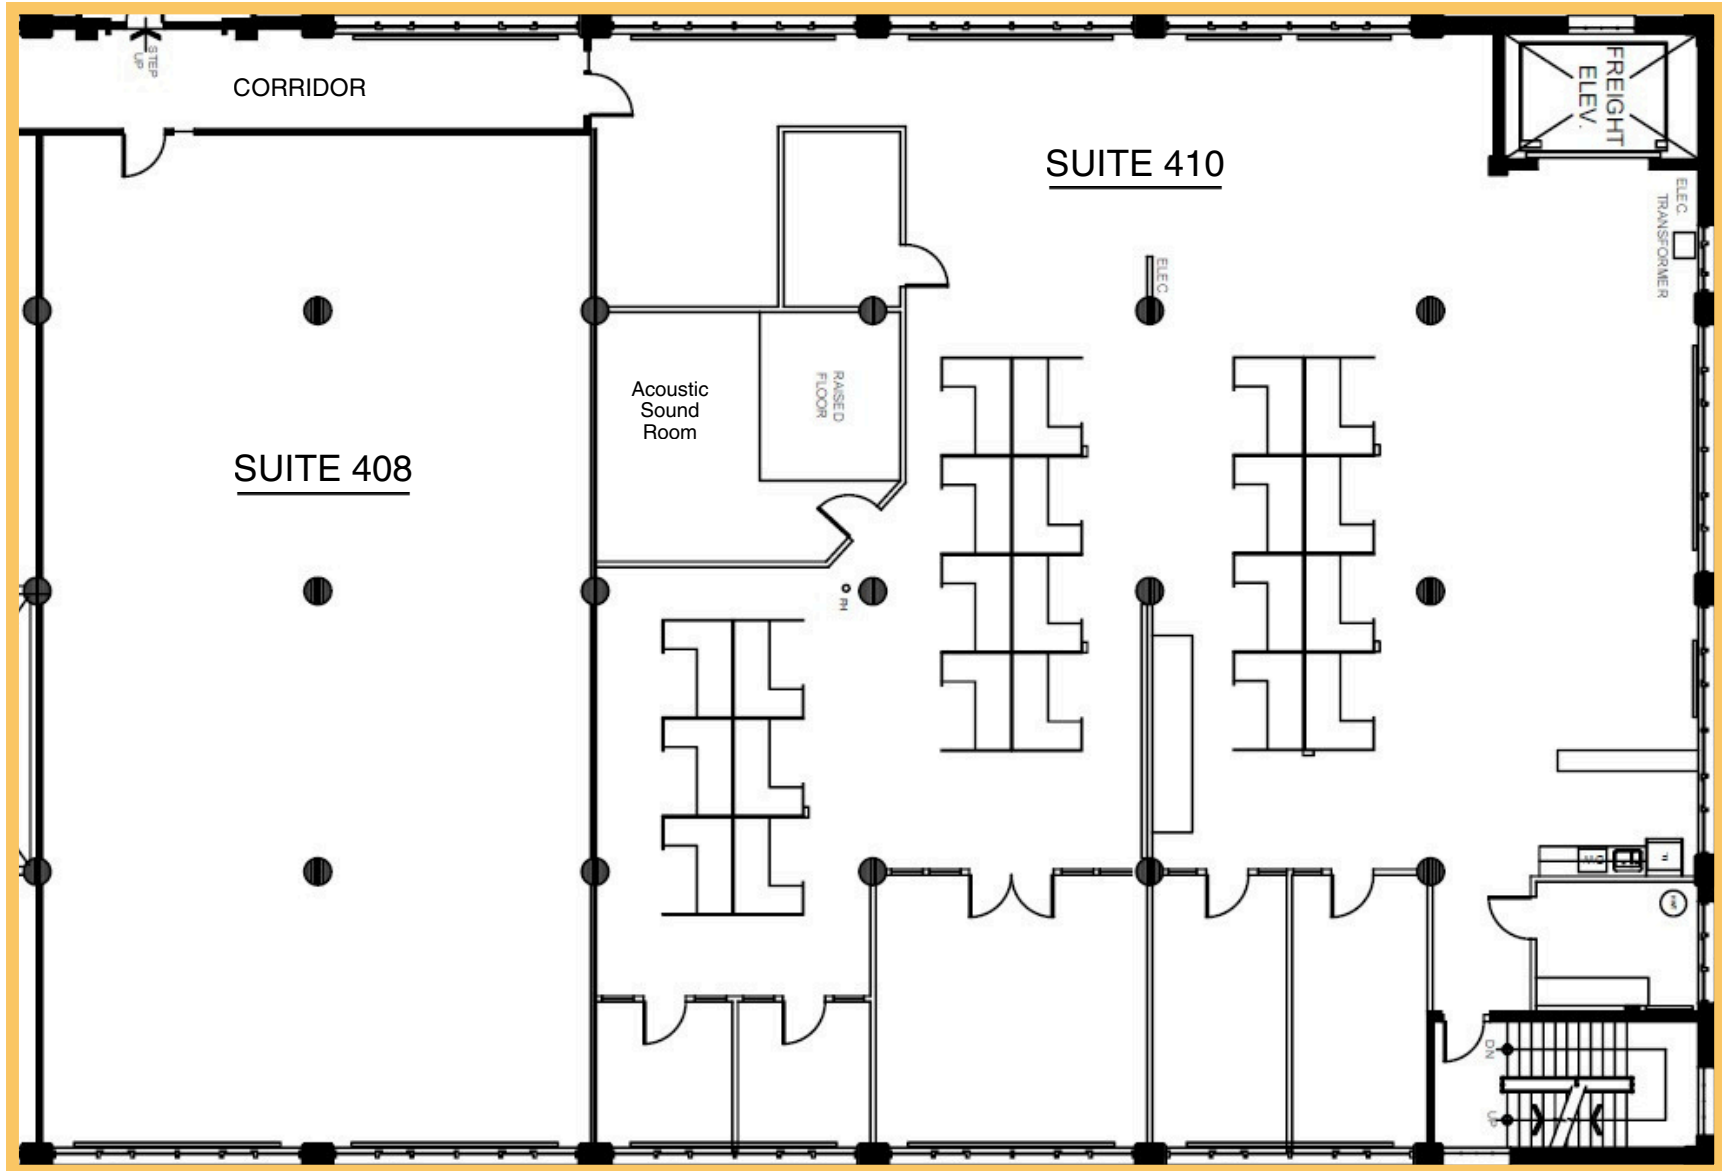 STEP
UP
CORRIDOR
FREIGHT
ELEV.
SUITE 410
ELEC.
TRANSFORMER
ELEC
Acoustic
Sound
Room
RAISED
FLOOR
SUITE 408
DN
UP